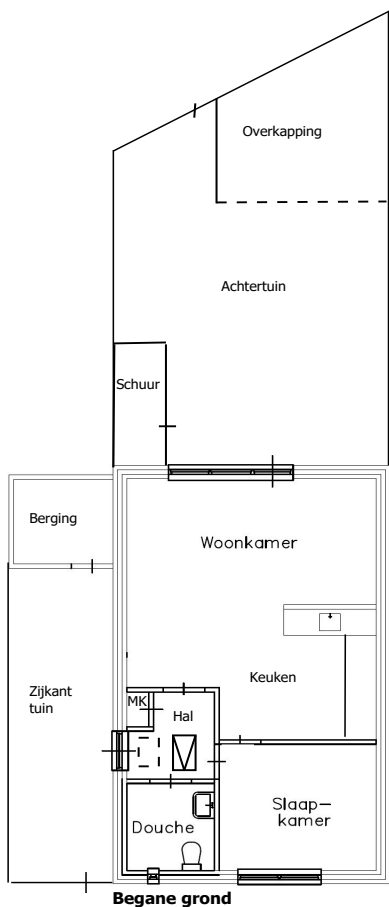 Overkapping
Achtertuin
Schuur
Berging
Woonkamer
Keuken
Zijkant
tuin
MK
Hal
Slaap-
kamer
Douche
Begane grond